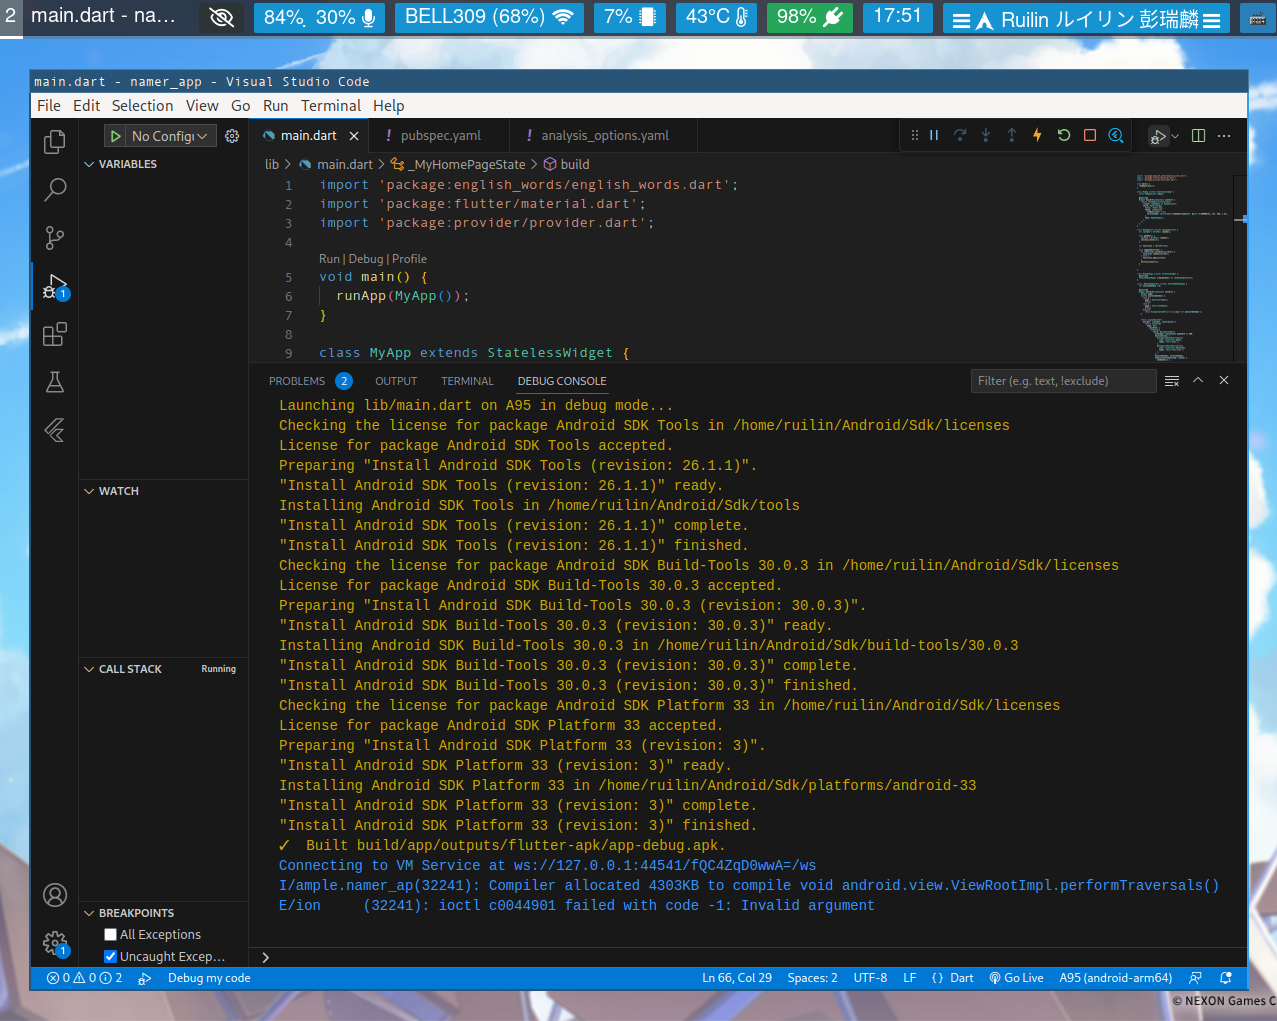 2 main.dart - na... 84% 30% BELL309 (68%) 7% 43°C 98% 17:51 Ruilin ルイリン 彭瑞麟
main.dart - namer_app - Visual Studio Code
File Edit Selection View Go Run Terminal Help
No Configu main.dart pubspec.yaml analysis_options.yaml
VARIABLES
lib > main.dart > _MyHomePageState > build
1 import 'package:english_words/english_words.dart';
2 import 'package:flutter/material.dart';
3 import 'package:provider/provider.dart';
4
Run | Debug | Profile
5 void main() {
6 runApp(MyApp());
7 }
8
9 class MyApp extends StatelessWidget {
PROBLEMS 2 OUTPUT TERMINAL DEBUG CONSOLE Filter (e.g. text, !exclude)
Launching lib/main.dart on A95 in debug mode...
Checking the license for package Android SDK Tools in /home/ruilin/Android/Sdk/licenses
License for package Android SDK Tools accepted.
Preparing "Install Android SDK Tools (revision: 26.1.1)".
"Install Android SDK Tools (revision: 26.1.1)" ready.
Installing Android SDK Tools in /home/ruilin/Android/Sdk/tools
"Install Android SDK Tools (revision: 26.1.1)" complete.
"Install Android SDK Tools (revision: 26.1.1)" finished.
Checking the license for package Android SDK Build-Tools 30.0.3 in /home/ruilin/Android/Sdk/licenses
License for package Android SDK Build-Tools 30.0.3 accepted.
Preparing "Install Android SDK Build-Tools 30.0.3 (revision: 30.0.3)".
"Install Android SDK Build-Tools 30.0.3 (revision: 30.0.3)" ready.
Installing Android SDK Build-Tools 30.0.3 in /home/ruilin/Android/Sdk/build-tools/30.0.3
"Install Android SDK Build-Tools 30.0.3 (revision: 30.0.3)" complete.
"Install Android SDK Build-Tools 30.0.3 (revision: 30.0.3)" finished.
Checking the license for package Android SDK Platform 33 in /home/ruilin/Android/Sdk/licenses
License for package Android SDK Platform 33 accepted.
Preparing "Install Android SDK Platform 33 (revision: 3)".
"Install Android SDK Platform 33 (revision: 3)" ready.
Installing Android SDK Platform 33 in /home/ruilin/Android/Sdk/platforms/android-33
"Install Android SDK Platform 33 (revision: 3)" complete.
"Install Android SDK Platform 33 (revision: 3)" finished.
✓ Built build/app/outputs/flutter-apk/app-debug.apk.
Connecting to VM Service at ws://127.0.0.1:44541/fQC4ZqD0wwA=/ws
I/ample.namer_ap(32241): Compiler allocated 4303KB to compile void android.view.ViewRootImpl.performTraversals()
E/ion (32241): ioctl c0044901 failed with code -1: Invalid argument
>
WATCH
CALL STACK Running
BREAKPOINTS
All Exceptions
Uncaught Excep...
1
1
0 0 2 Debug my code Ln 66, Col 29 Spaces: 2 UTF-8 LF {} Dart Go Live A95 (android-arm64)
© NEXON Games C